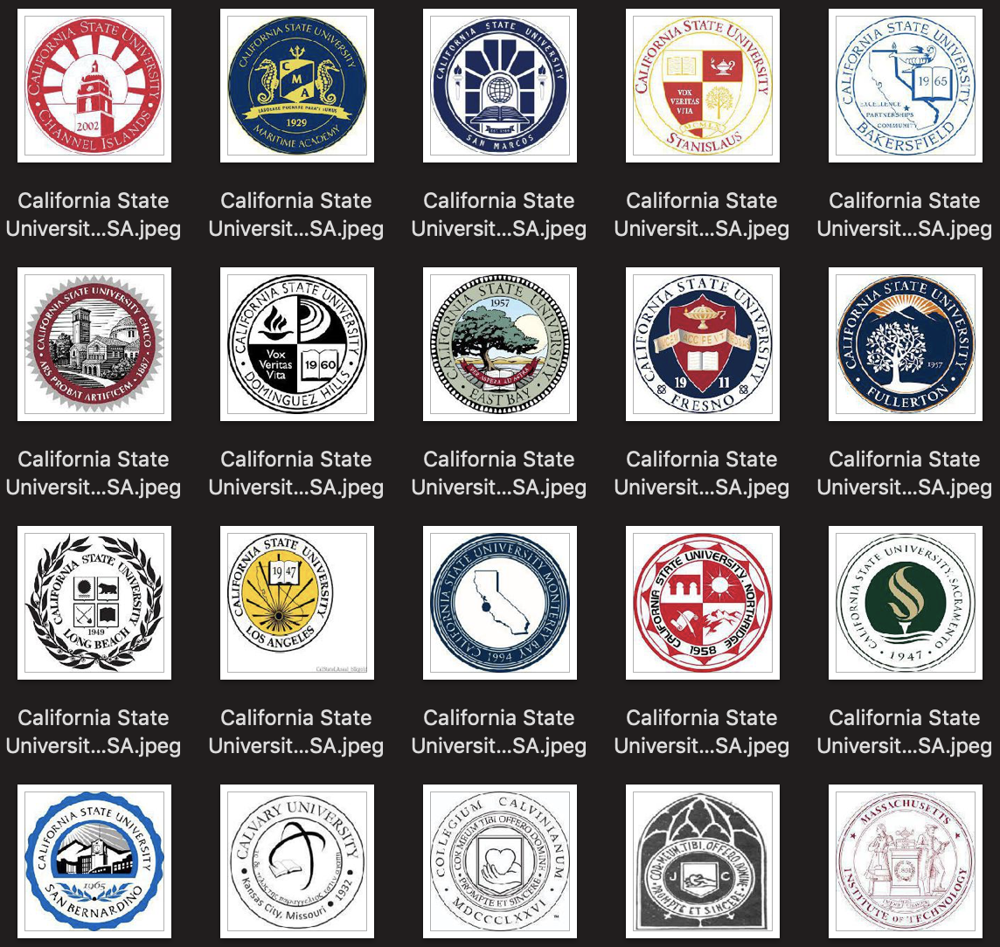 CALIFORNIA STATE UNIVERSITY
CHANNEL ISLANDS
2002
CALIFORNIA STATE UNIVERSITY
C
M
A
LABORARE PUGNARE PARATI SUMUS
1929
MARITIME ACADEMY
CALIFORNIA STATE UNIVERSITY
SAN MARCOS
CALIFORNIA STATE UNIVERSITY
VOX
VERITAS
VITA
MCMLX
STANISLAUS
CALIFORNIA STATE UNIVERSITY
1965
EXCELLENCE
PARTNERSHIPS
COMMUNITY
BAKERSFIELD
California State California State California State California State California State
Universit...SA.jpeg Universit...SA.jpeg Universit...SA.jpeg Universit...SA.jpeg Universit...SA.jpeg
CALIFORNIA STATE UNIVERSITY CHICO
ARS PROBAT ARTIFICEM • 1887
CALIFORNIA STATE UNIVERSITY
Vox
Veritas
Vita
1960
DOMINGUEZ HILLS
CALIFORNIA STATE UNIVERSITY
1957
PER ASPERA AD ASTRA
EAST BAY
CALIFORNIA STATE UNIVERSITY
ACC
19 11
FRESNO
CALIFORNIA STATE UNIVERSITY
1957
FULLERTON
California State California State California State California State California State
Universit...SA.jpeg Universit...SA.jpeg Universit...SA.jpeg Universit...SA.jpeg Universit...SA.jpeg
CALIFORNIA STATE UNIVERSITY
1949
LONG BEACH
CALIFORNIA STATE UNIVERSITY
1947
LOS ANGELES
CALIFORNIA STATE UNIVERSITY MONTEREY BAY
1994
CALIFORNIA STATE UNIVERSITY, NORTHRIDGE
1958
CALIFORNIA STATE UNIVERSITY, SACRAMENTO
• 1947 •
California State California State California State California State California State
Universit...SA.jpeg Universit...SA.jpeg Universit...SA.jpeg Universit...SA.jpeg Universit...SA.jpeg
CALIFORNIA STATE UNIVERSITY
1965
SAN BERNARDINO
CALVARY UNIVERSITY
Kansas City, Missouri • 1932
COLLEGIUM CALVINIANUM
COR MEUM TIBI OFFERO DOMINE
PROMPTE ET SINCERE
MDCCCLXXVI
COR MEUM TIBI OFFERO DOMINE
J C
PROMPTE ET SINCERE
MASSACHUSETTS
INSTITUTE OF TECHNOLOGY